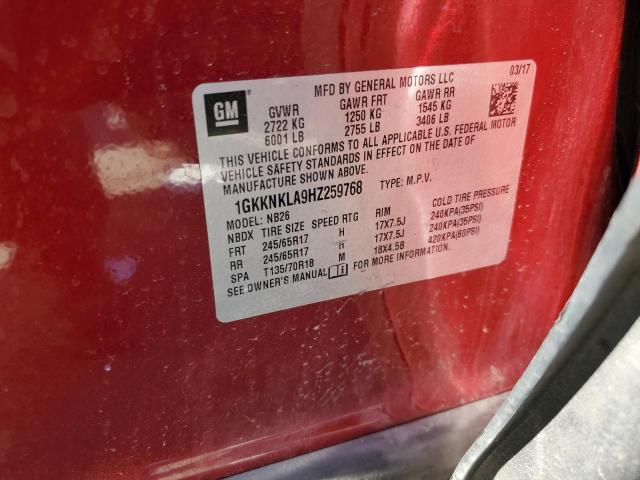 GM
MFD BY GENERAL MOTORS LLC 03/17
GVWR GAWR FRT GAWR RR
2722 KG 1250 KG 1545 KG
6001 LB 2755 LB 3406 LB
THIS VEHICLE CONFORMS TO ALL APPLICABLE U.S. FEDERAL MOTOR
VEHICLE SAFETY STANDARDS IN EFFECT ON THE DATE OF
MANUFACTURE SHOWN ABOVE.
1GKKNKLA9HZ259768 TYPE: M.P.V.
MODEL: NB26
NBDX TIRE SIZE SPEED RTG RIM COLD TIRE PRESSURE
FRT 245/65R17 H 17X7.5J 240KPA(35PSI)
RR 245/65R17 H 17X7.5J 240KPA(35PSI)
SPA T135/70R18 M 18X4.5B 420KPA(60PSI)
SEE OWNER'S MANUAL FOR MORE INFORMATION.